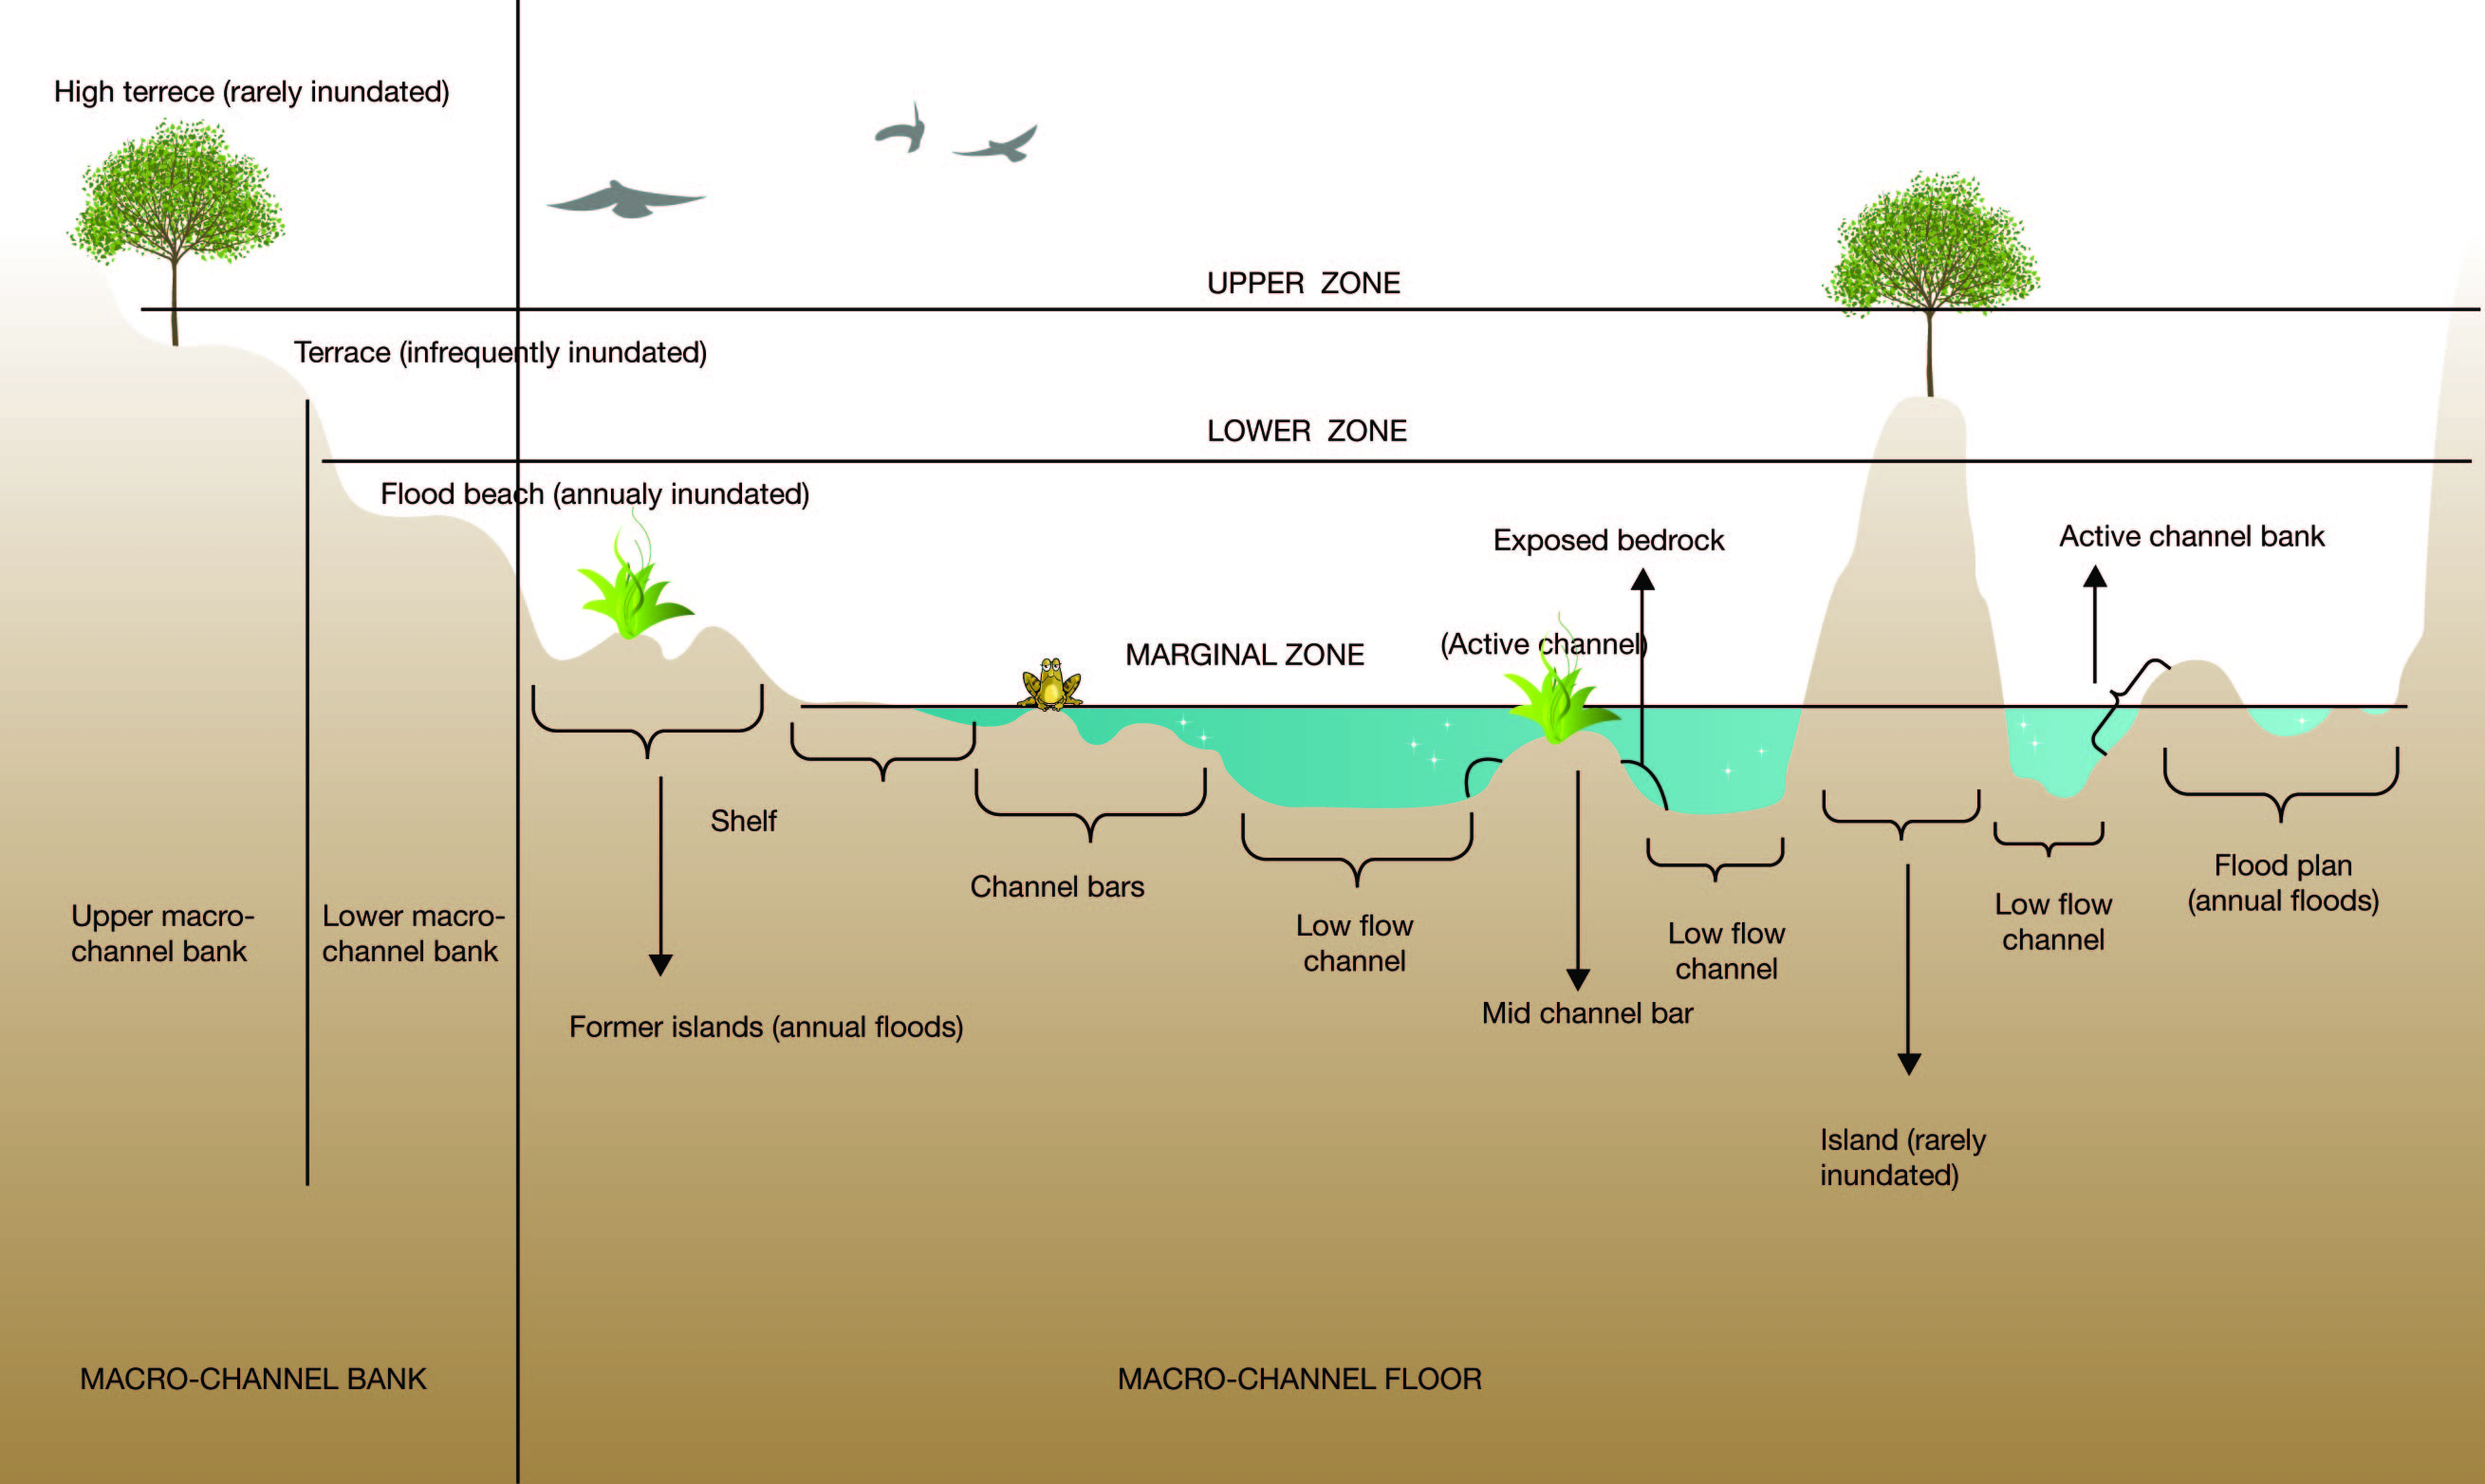 High terrece (rarely inundated)
UPPER ZONE
Terrace (infrequently inundated)
LOWER ZONE
Flood beach (annualy inundated)
Exposed bedrock
Active channel bank
MARGINAL ZONE
(Active channel)
Shelf
Channel bars
Low flow
channel
Low flow
channel
Low flow
channel
Flood plan
(annual floods)
Upper macro-
channel bank
Lower macro-
channel bank
Former islands (annual floods)
Mid channel bar
Island (rarely
inundated)
MACRO-CHANNEL BANK
MACRO-CHANNEL FLOOR